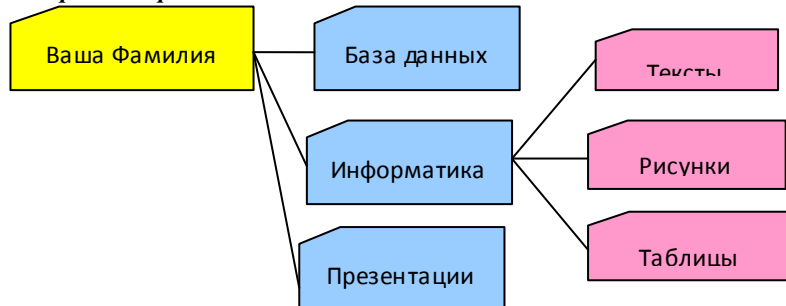 Ваша Фамилия
База данных
Тексты
Информатика
Рисунки
Презентации
Таблицы